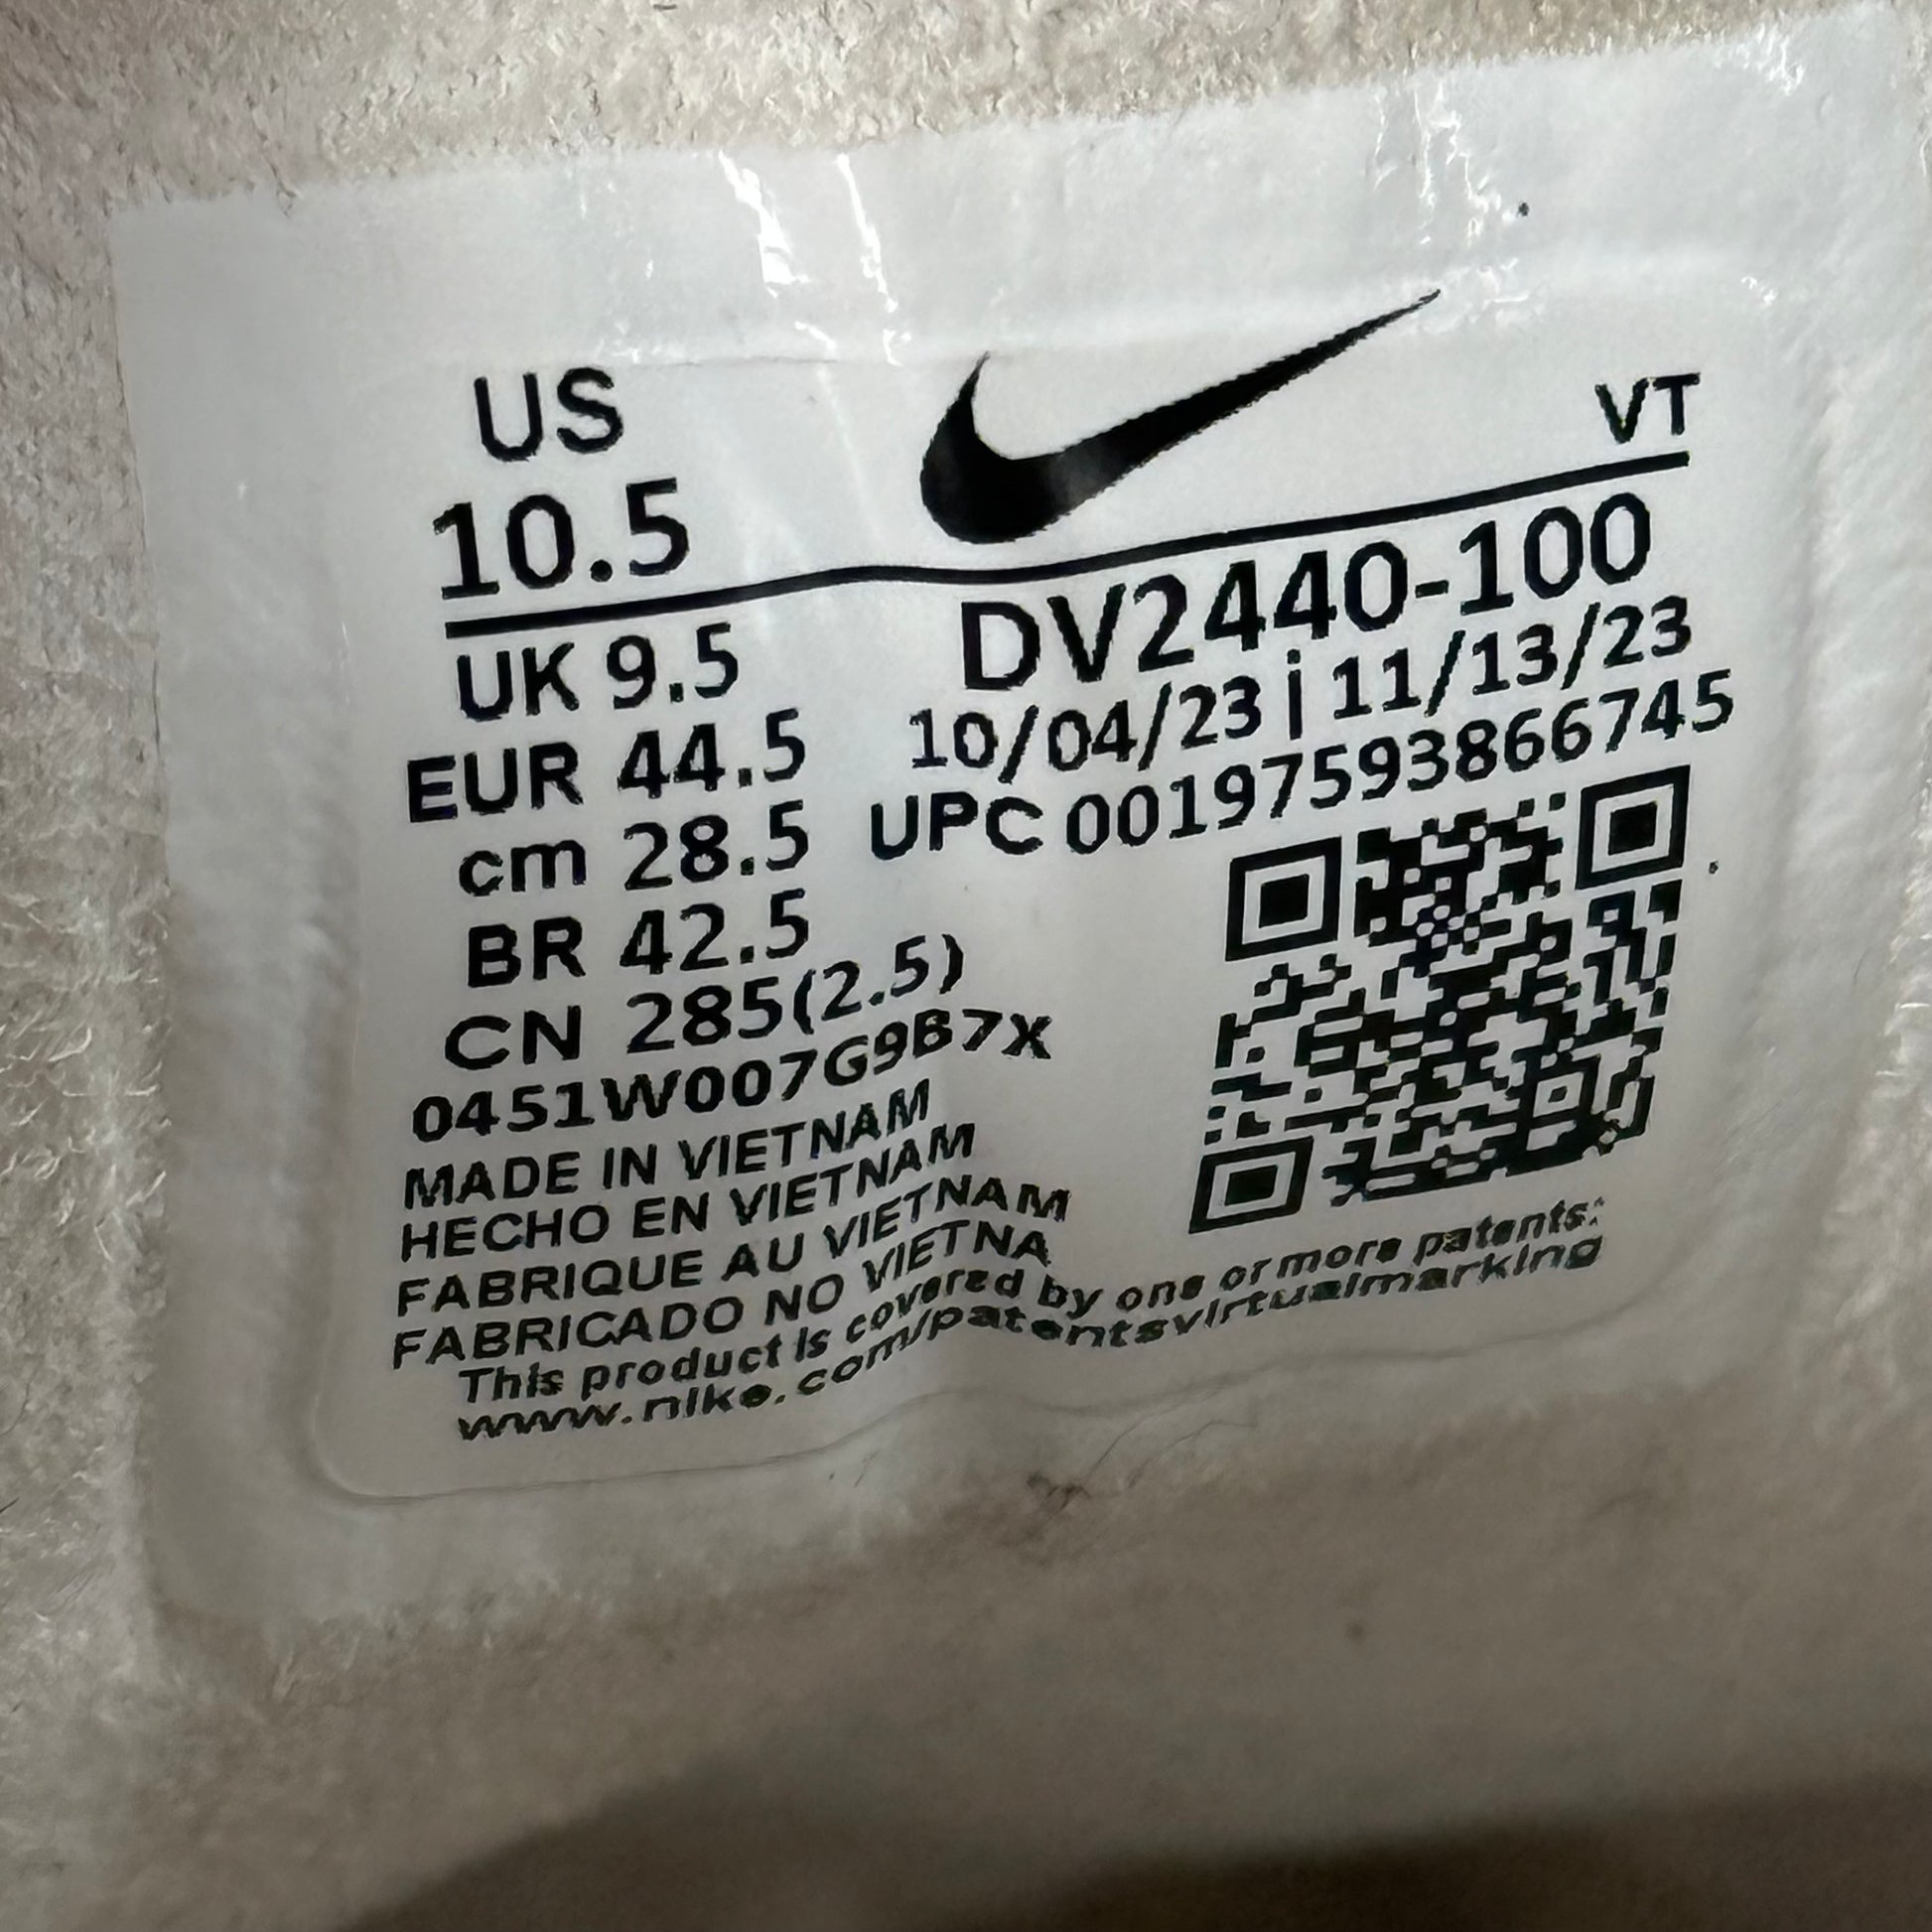 US
10.5
VT
UK 9.5
EUR 44.5
cm 28.5
BR 42.5
CN 285(2.5)
DV2440-100
10/04/23 | 11/13/23
UPC 00197593866745
0451W007G9B7X
MADE IN VIETNAM
HECHO EN VIETNAM
FABRIQUE AU VIETNAM
FABRICADO NO VIETNA
This product is covered by one or more patents:
www.nike.com/patentsvirtualmarking